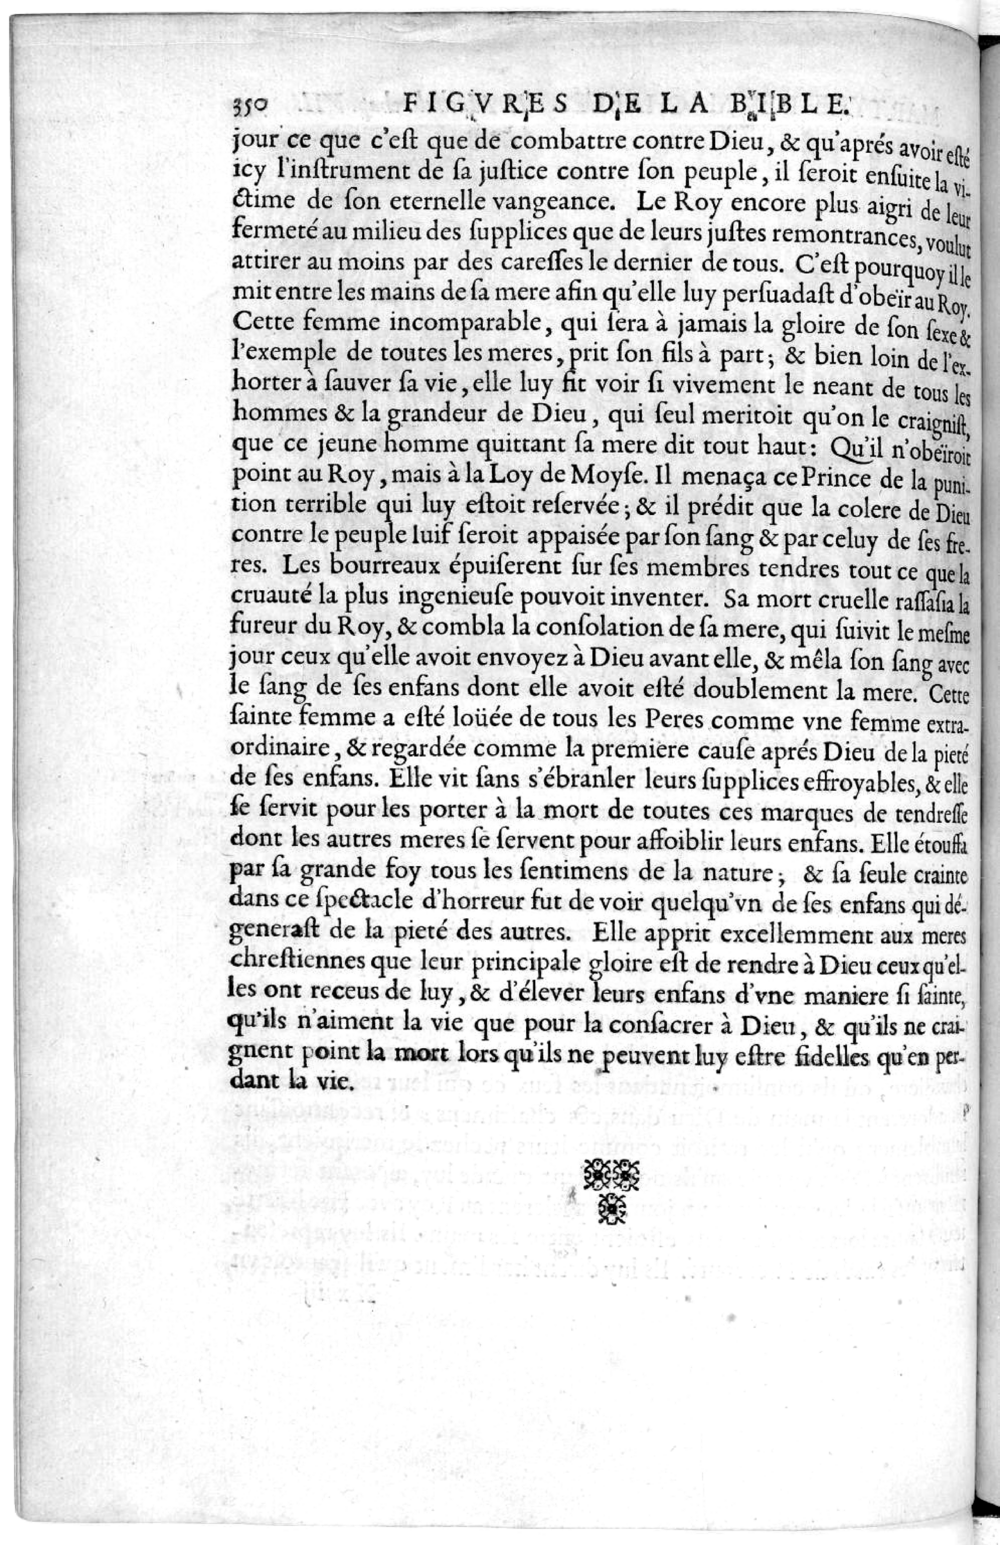 350 FIGVRES DE LA BIBLE.
jour ce que c'eſt que de combattre contre Dieu, & qu'aprés avoir eſté
icy l'inſtrument de ſa juſtice contre ſon peuple, il ſeroit enſuite la vi-
ctime de ſon eternelle vangeance. Le Roy encore plus aigri de leur
fermeté au milieu des ſupplices que de leurs juſtes remontrances, voulut
attirer au moins par des careſſes le dernier de tous. C'eſt pourquoy il le
mit entre les mains de ſa mere afin qu'elle luy perſuadaſt d'obeïr au Roy.
Cette femme incomparable, qui ſera à jamais la gloire de ſon ſexe &
l'exemple de toutes les meres, prit ſon fils à part; & bien loin de l'ex-
horter à ſauver ſa vie, elle luy fit voir ſi vivement le neant de tous les
hommes & la grandeur de Dieu, qui ſeul meritoit qu'on le craigniſt,
que ce jeune homme quittant ſa mere dit tout haut: Qu'il n'obeïroit
point au Roy, mais à la Loy de Moyſe. Il menaça ce Prince de la puni-
tion terrible qui luy eſtoit reſervée; & il prédit que la colere de Dieu
contre le peuple Iuif ſeroit appaisée par ſon ſang & par celuy de ſes fre-
res. Les bourreaux épuiſerent ſur ſes membres tendres tout ce que la
cruauté la plus ingenieuſe pouvoit inventer. Sa mort cruelle raſſaſia la
fureur du Roy, & combla la conſolation de ſa mere, qui ſuivit le meſme
jour ceux qu'elle avoit envoyez à Dieu avant elle, & mêla ſon ſang avec
le ſang de ſes enfans dont elle avoit eſté doublement la mere. Cette
ſainte femme a eſté loüée de tous les Peres comme vne femme extra-
ordinaire, & regardée comme la premiere cauſe aprés Dieu de la pieté
de ſes enfans. Elle vit ſans s'ébranler leurs ſupplices effroyables, & elle
ſe ſervit pour les porter à la mort de toutes ces marques de tendreſſe
dont les autres meres ſe ſervent pour affoiblir leurs enfans. Elle étouffa
par ſa grande foy tous les ſentimens de la nature; & ſa ſeule crainte
dans ce ſpectacle d'horreur fut de voir quelqu'vn de ſes enfans qui dé-
generaſt de la pieté des autres. Elle apprit excellemment aux meres
chreſtiennes que leur principale gloire eſt de rendre à Dieu ceux qu'el-
les ont receus de luy, & d'élever leurs enfans d'vne maniere ſi ſainte,
qu'ils n'aiment la vie que pour la conſacrer à Dieu, & qu'ils ne crai-
gnent point la mort lors qu'ils ne peuvent luy eſtre fidelles qu'en per-
dant la vie.